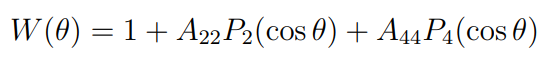 W(θ) = 1 + A₂₂P₂(cos θ) + A₄₄P₄(cos θ)